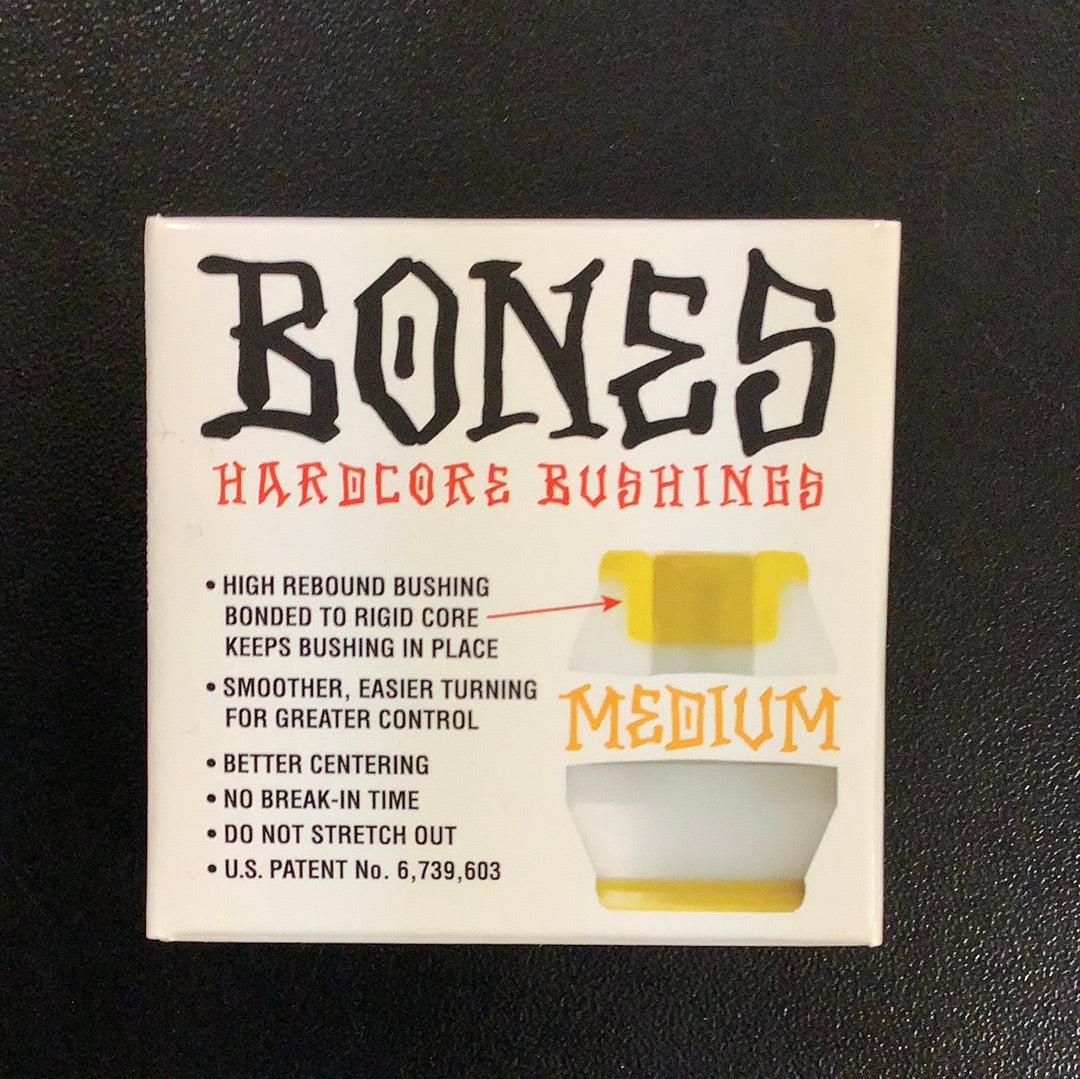 BONES
HARDCORE BUSHINGS
• HIGH REBOUND BUSHING
BONDED TO RIGID CORE
KEEPS BUSHING IN PLACE
• SMOOTHER, EASIER TURNING
FOR GREATER CONTROL
MEDIUM
• BETTER CENTERING
• NO BREAK-IN TIME
• DO NOT STRETCH OUT
• U.S. PATENT No. 6,739,603